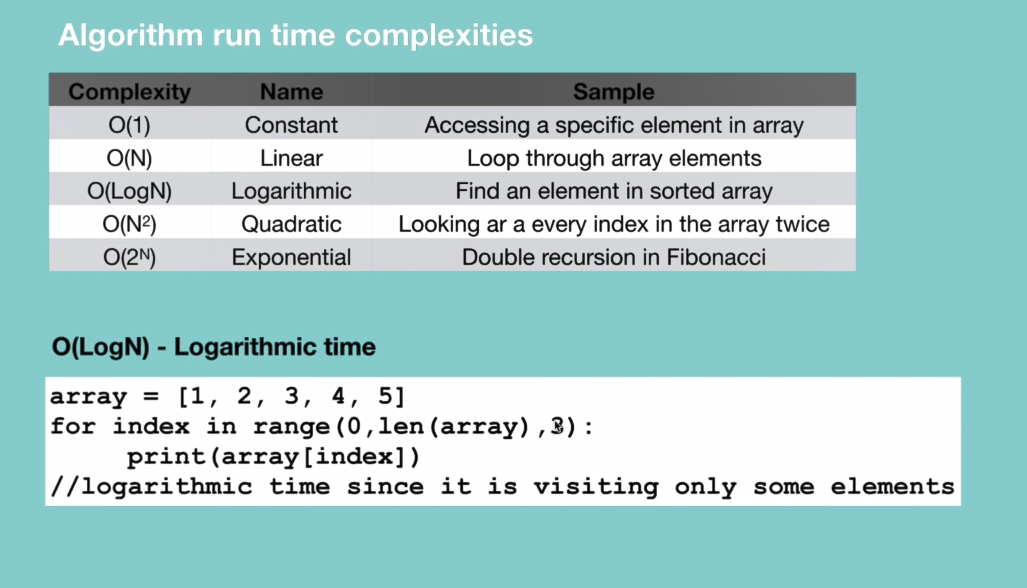 Algorithm run time complexities
Complexity Name Sample
O(1) Constant Accessing a specific element in array
O(N) Linear Loop through array elements
O(LogN) Logarithmic Find an element in sorted array
O(N²) Quadratic Looking ar a every index in the array twice
O(2ᴺ) Exponential Double recursion in Fibonacci
O(LogN) - Logarithmic time
array = [1, 2, 3, 4, 5]
for index in range(0,len(array),3):
print(array[index])
//logarithmic time since it is visiting only some elements